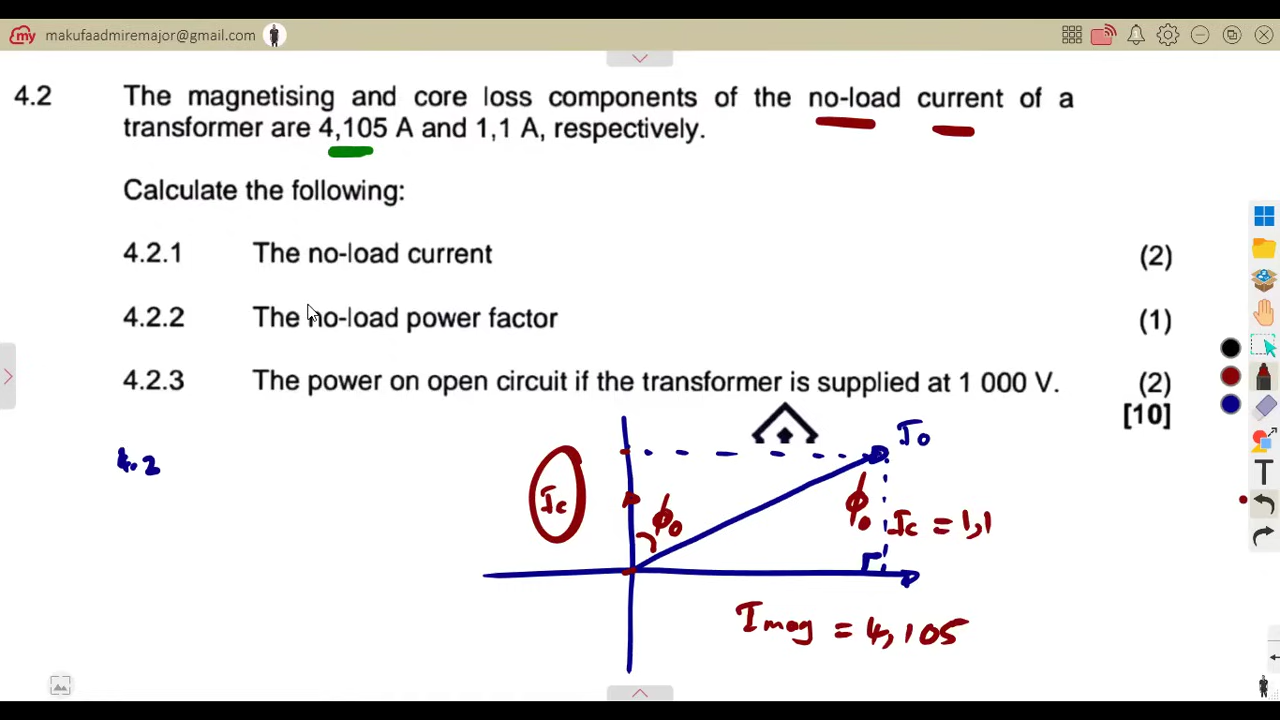 my makufaadmiremajor@gmail.com
4.2 The magnetising and core loss components of the no-load current of a
transformer are 4,105 A and 1,1 A, respectively.
Calculate the following:
4.2.1 The no-load current (2)
4.2.2 The no-load power factor (1)
4.2.3 The power on open circuit if the transformer is supplied at 1 000 V. (2)
[10]
4.2
Io
Ic
ϕ0
ϕ0
Ic = 1,1
Imag = 4,105
T